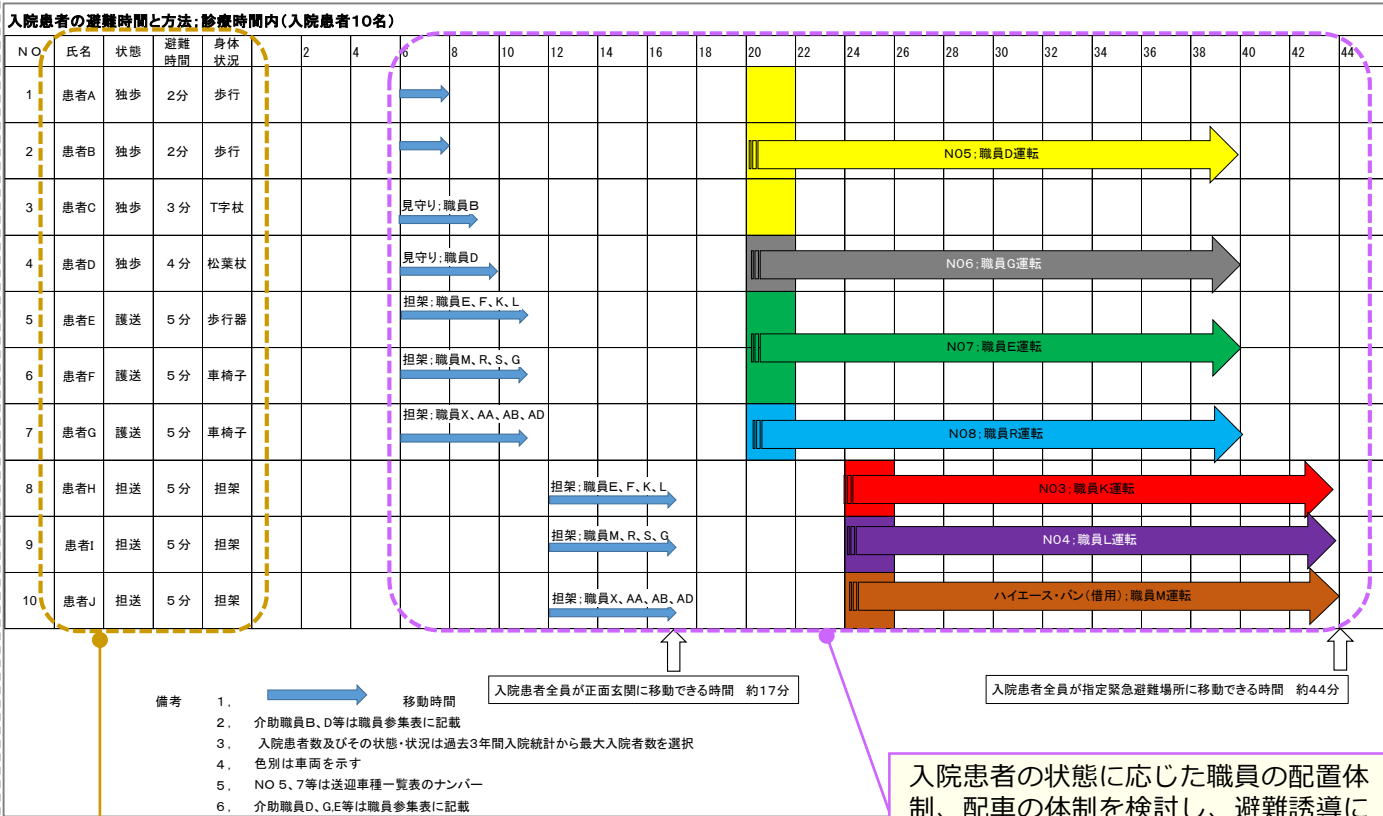 入院患者の避難時間と方法;診療時間内(入院患者10名)
NO 氏名 状態 避難時間 身体状況 2 4 6 8 10 12 14 16 20 22 24 26 28 30 32 34 36 38 40 42 44
1 患者A 独歩 2分 歩行
2 患者B 独歩 2分 歩行 NO5;職員D運転
3 患者C 独歩 3分 T字杖 見守り;職員B
4 患者D 独歩 4分 松葉杖 見守り;職員D NO6;職員G運転
5 患者E 護送 5分 歩行器 担架;職員E、F、K、L
NO7;職員E運転
6 患者F 護送 5分 車椅子 担架;職員M、R、S、G
7 患者G 護送 5分 車椅子 担架;職員X、AA、AB、AD NO8;職員R運転
8 患者H 担送 5分 担架 担架;職員E、F、K、L NO3;職員K運転
9 患者I 担送 5分 担架 担架;職員M、R、S、G NO4;職員L運転
10 患者J 担送 5分 担架 担架;職員X、AA、AB、AD ハイエース・バン(借用);職員M運転
入院患者全員が正面玄関に移動できる時間 約17分
入院患者全員が指定緊急避難場所に移動できる時間 約44分
備考 1. 移動時間
2. 介助職員B、D等は職員参集表に記載
3. 入院患者数及びその状態・状況は過去3年間入院統計から最大入院者数を選択
4. 色別は車両を示す
5. NO5、7等は送迎車種一覧表のナンバー
6. 介助職員D、G,E等は職員参集表に記載
入院患者の状態に応じた職員の配置体
制、配車の体制を検討し、避難誘導に